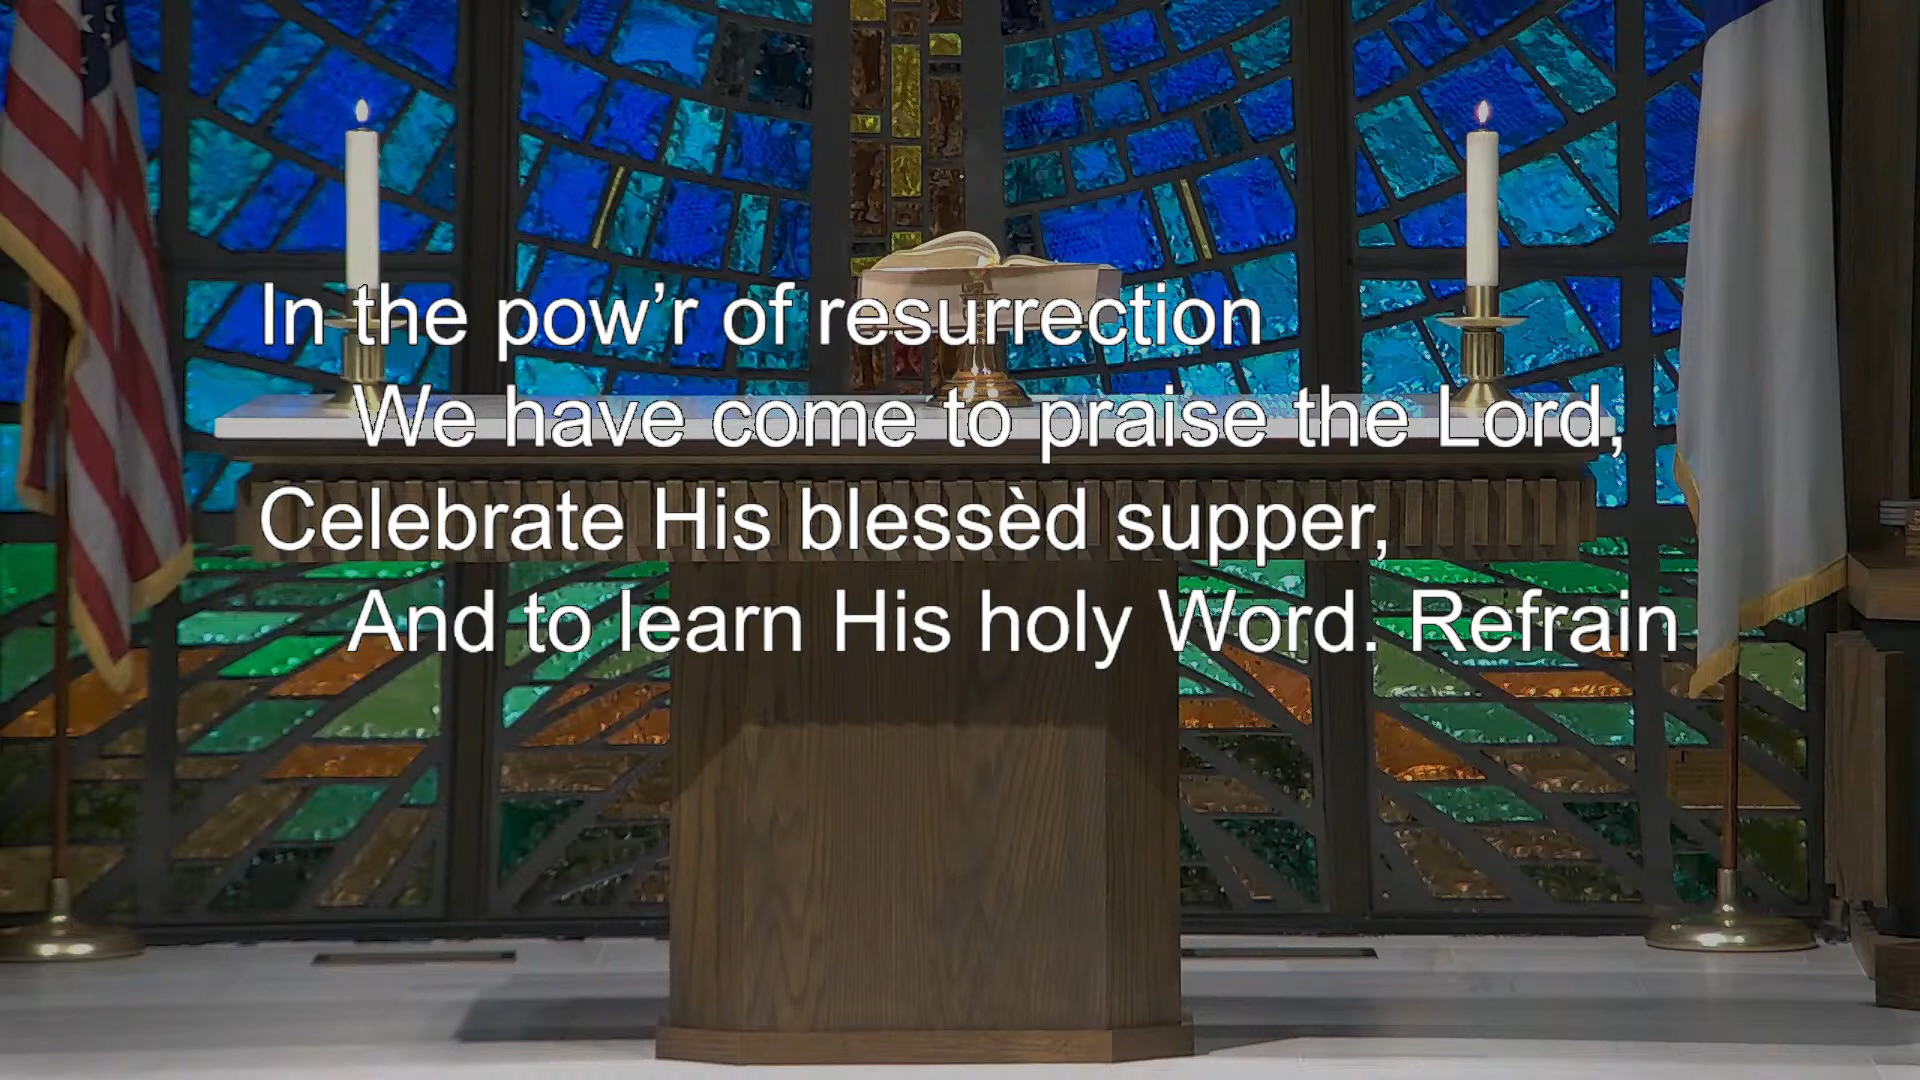 In the pow’r of resurrection
We have come to praise the Lord,
Celebrate His blessèd supper,
And to learn His holy Word. Refrain